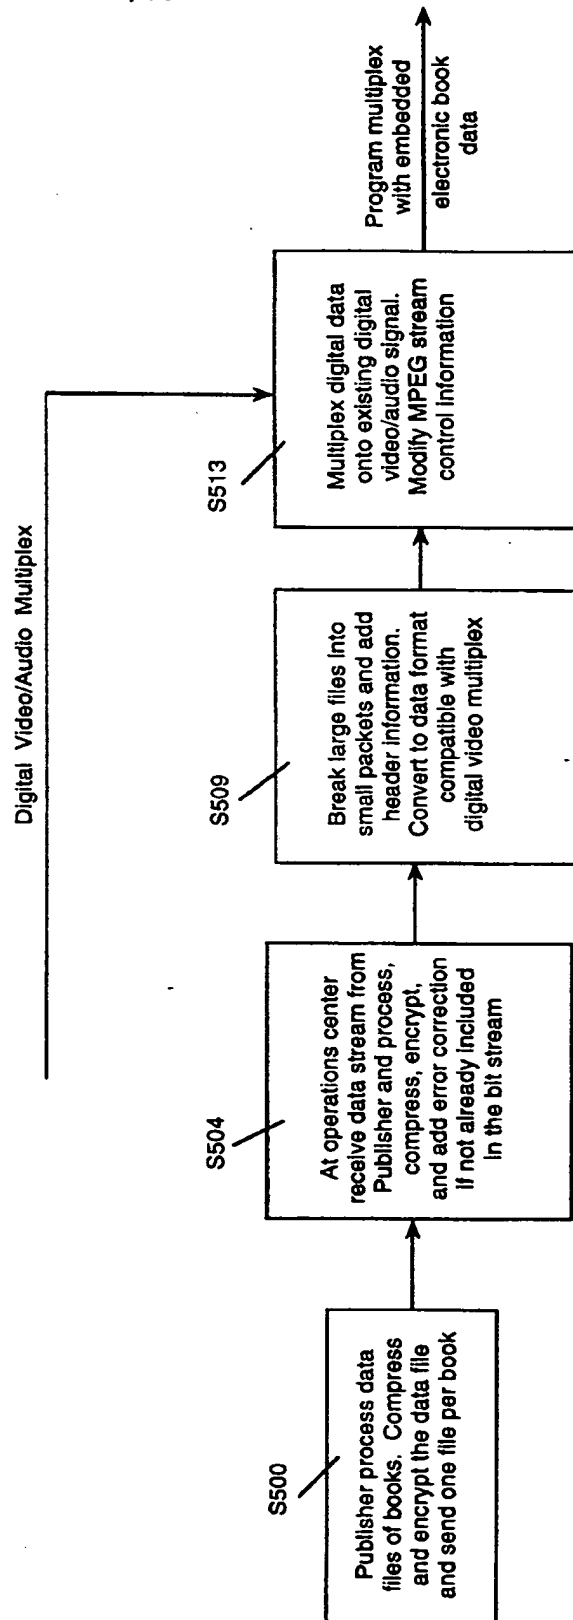 Digital Video/Audio Multiplex
S500
Publisher process data
files of books. Compress
and encrypt the data file
and send one file per book
S504
At operations center
receive data stream from
Publisher and process,
compress, encrypt,
and add error correction
if not already included
in the bit stream
S509
Break large files into
small packets and add
header information.
Convert to data format
compatible with
digital video multiplex
S513
Multiplex digital data
onto existing digital
video/audio signal.
Modify MPEG stream
control information
Program multiplex
with embedded
electronic book
data